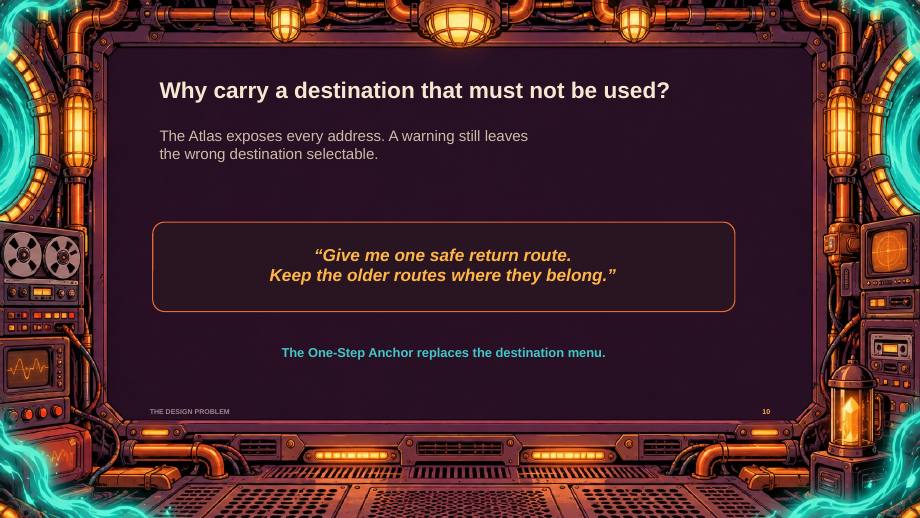 Why carry a destination that must not be used?
The Atlas exposes every address. A warning still leaves
the wrong destination selectable.
“Give me one safe return route.
Keep the older routes where they belong.”
The One-Step Anchor replaces the destination menu.
THE DESIGN PROBLEM
10